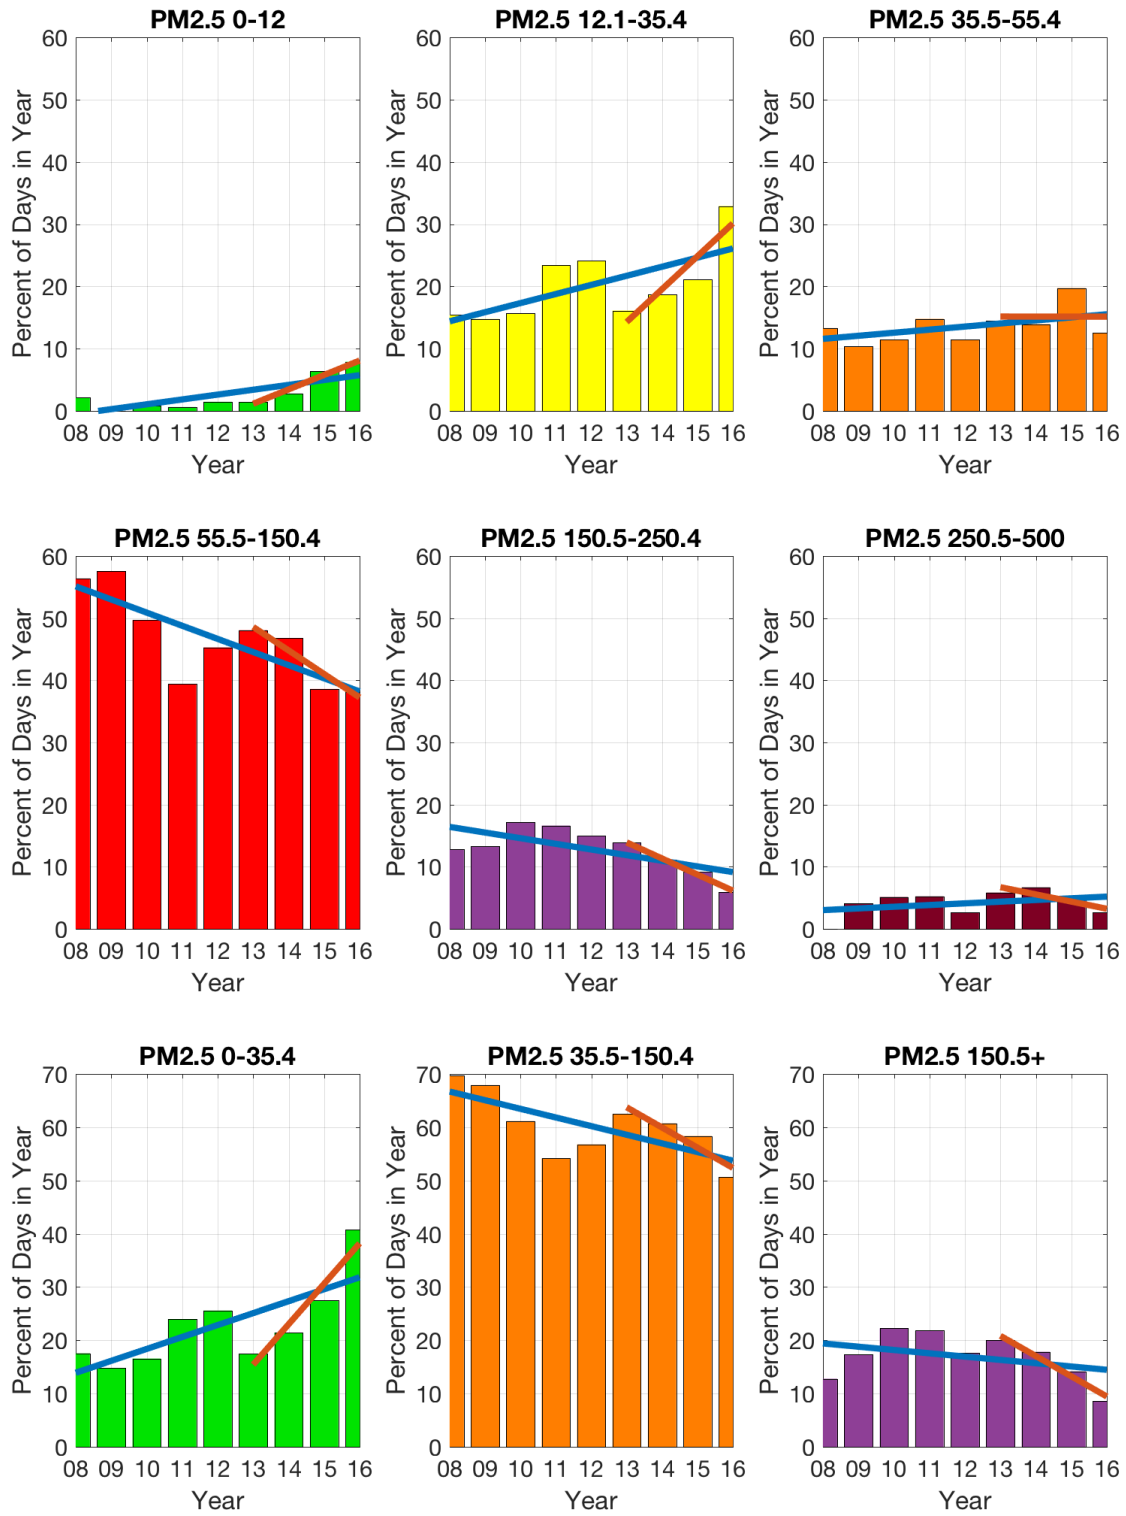 PM2.5 0-12
Percent of Days in Year
60
50
40
30
20
10
0
08 09 10 11 12 13 14 15 16
Year
PM2.5 12.1-35.4
Percent of Days in Year
60
50
40
30
20
10
0
08 09 10 11 12 13 14 15 16
Year
PM2.5 35.5-55.4
Percent of Days in Year
60
50
40
30
20
10
0
08 09 10 11 12 13 14 15 16
Year
PM2.5 55.5-150.4
Percent of Days in Year
60
50
40
30
20
10
0
08 09 10 11 12 13 14 15 16
Year
PM2.5 150.5-250.4
Percent of Days in Year
60
50
40
30
20
10
0
08 09 10 11 12 13 14 15 16
Year
PM2.5 250.5-500
Percent of Days in Year
60
50
40
30
20
10
0
08 09 10 11 12 13 14 15 16
Year
PM2.5 0-35.4
Percent of Days in Year
70
60
50
40
30
20
10
0
08 09 10 11 12 13 14 15 16
Year
PM2.5 35.5-150.4
Percent of Days in Year
70
60
50
40
30
20
10
0
08 09 10 11 12 13 14 15 16
Year
PM2.5 150.5+
Percent of Days in Year
70
60
50
40
30
20
10
0
08 09 10 11 12 13 14 15 16
Year